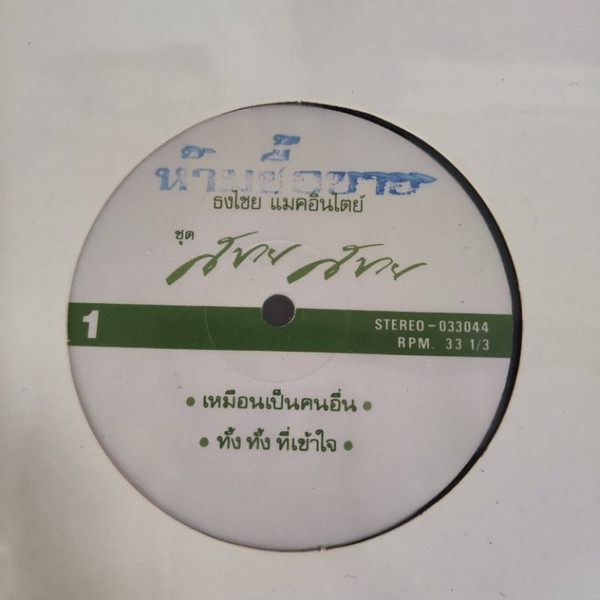 ห้ามซื้อขาย
ธงไชย แมคอินไตย์
ชุด
สบาย สบาย
1
STEREO-033044
RPM. 33 1/3
• เหมือนเป็นคนอื่น •
• ทั้ง ทั้ง ที่เข้าใจ •